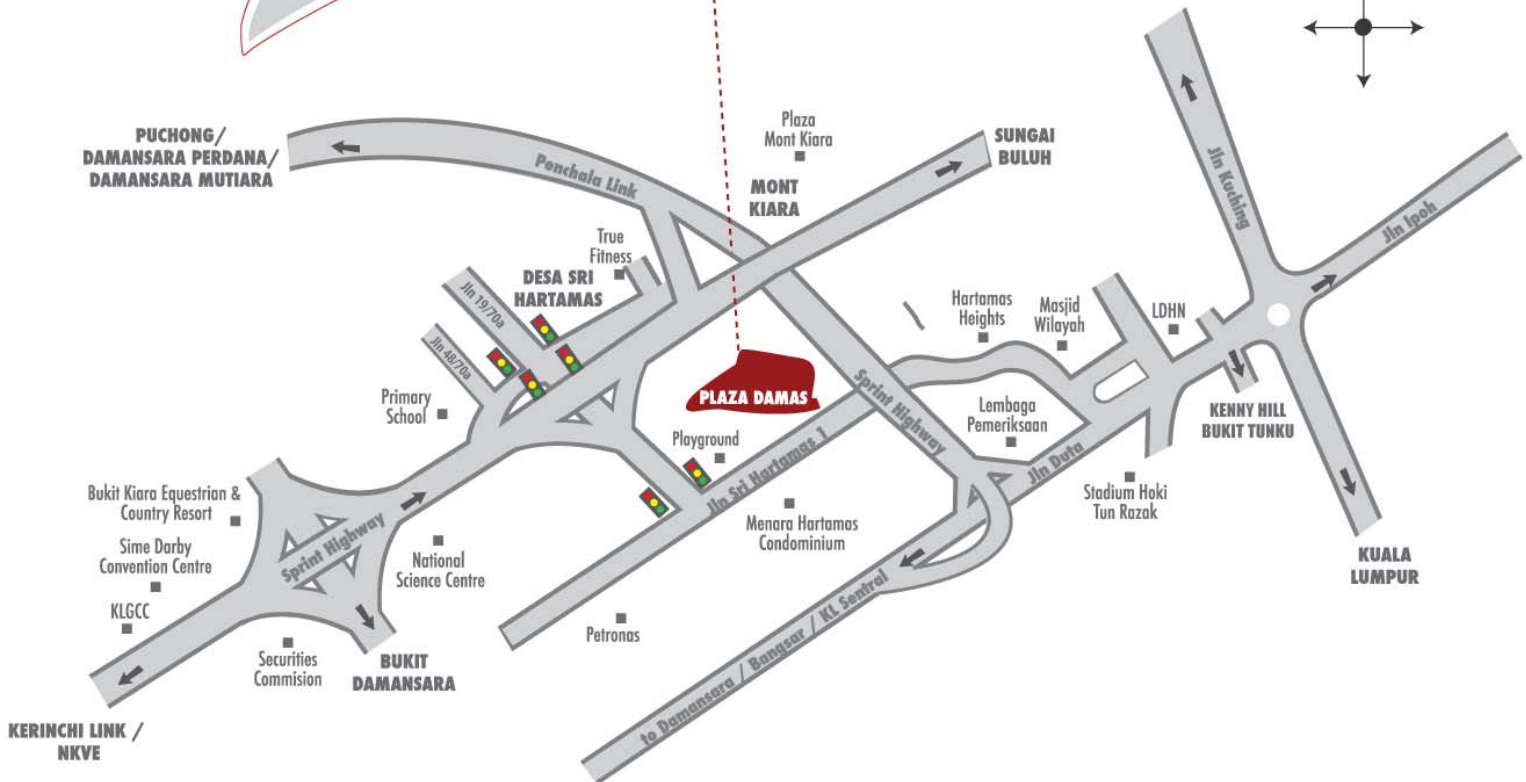 PUCHONG/
DAMANSARA PERDANA/
DAMANSARA MUTIARA
Penchala Link
Plaza
Mont Kiara
MONT
KIARA
SUNGAI
BULUH
Jln Kuching
Jln Ipoh
True
Fitness
DESA SRI
HARTAMAS
Jln 19/70a
Jln 48/70a
Hartamas
Heights
Masjid
Wilayah
LDHN
Primary
School
PLAZA DAMAS
Sprint Highway
Lembaga
Pemeriksaan
KENNY HILL
BUKIT TUNKU
Playground
Jln Sri Hartamas 1
Jln Duta
Stadium Hoki
Tun Razak
Bukit Kiara Equestrian &
Country Resort
Sime Darby
Convention Centre
KLGCC
Sprint Highway
National
Science Centre
Menara Hartamas
Condominium
KUALA
LUMPUR
Petronas
Securities
Commision
BUKIT
DAMANSARA
to Damansara / Bangsar / KL Sentral
KERINCHI LINK /
NKVE